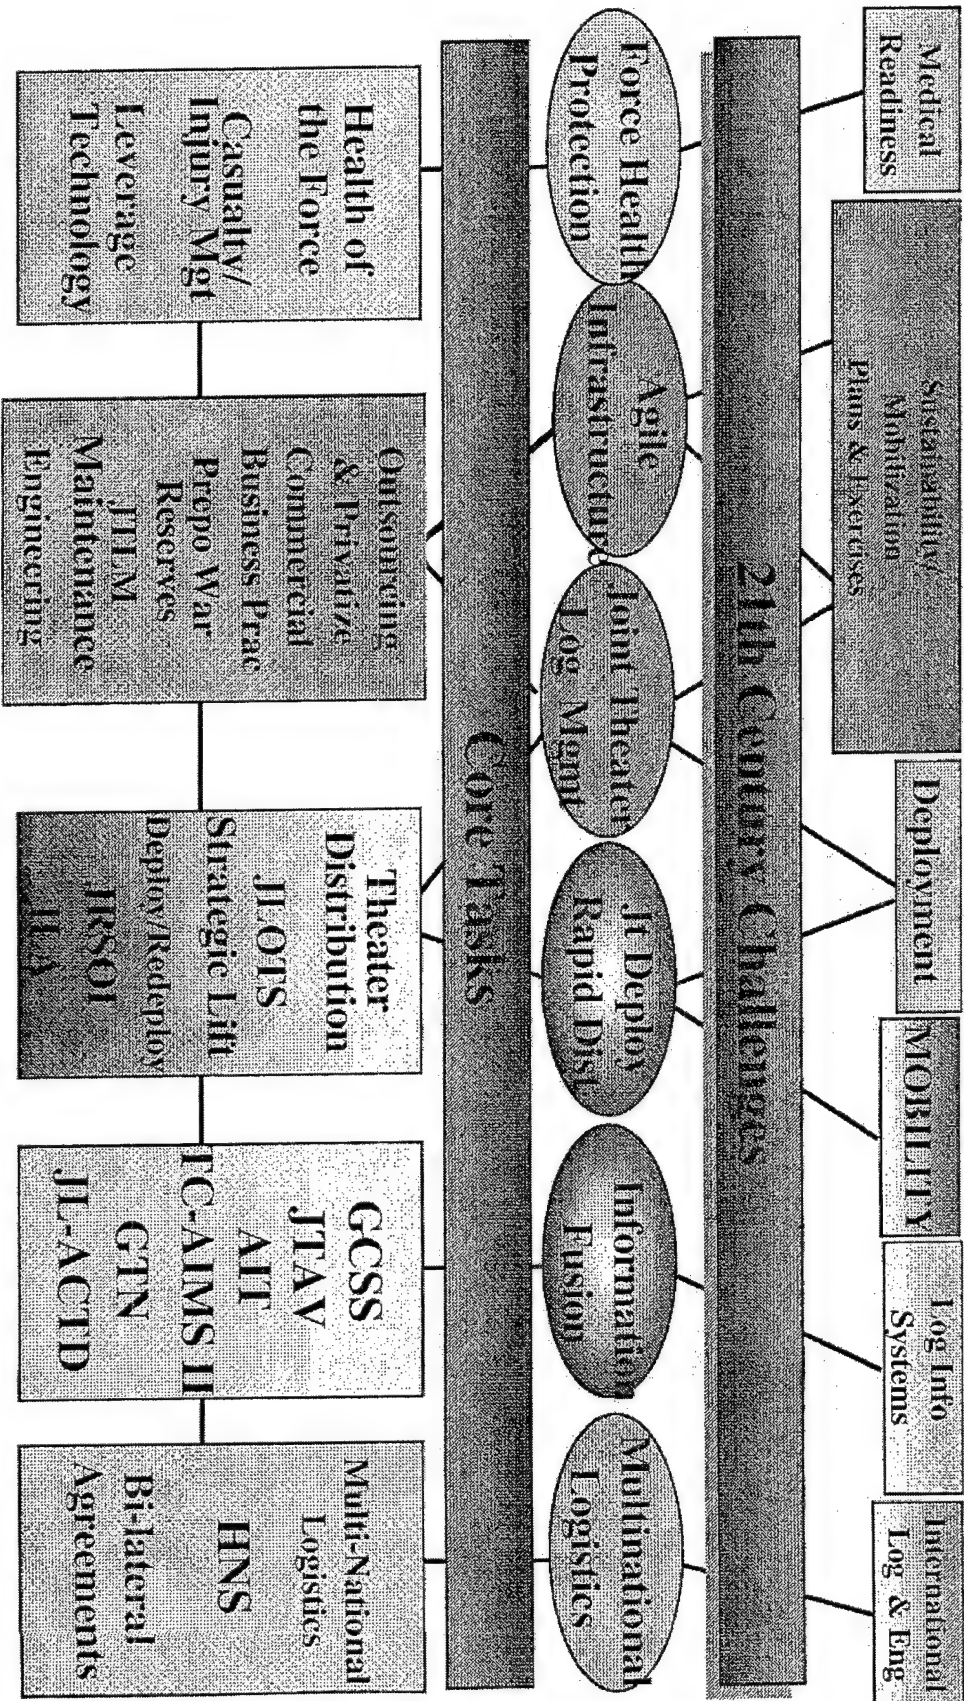 Medical
Readiness
Sustainability/
Mobilization
Plans & Exercises
Deployment
MOBILITY
Log Info
Systems
International
Log & Eng
21th Century Challenges
Force Health
Protection
Agile
Infrastructure
Joint Theater
Log Mgmt
Jt Deploy
Rapid Dist
Information
Fusion
Multinational
Logistics
Core Tasks
Health of
the Force
Casualty/
Injury Mgt
Leverage
Technology
Outsourcing
& Privatize
Commercial
Business Prac
Prepo War
Reserves
JTLM
Maintenance
Engineering
Theater
Distribution
JLOTS
Strategic Lift
Deploy/Redeploy
JRSOI
GCSS
JTAV
AIT
TC-AIMS II
GTN
JL-ACTD
Multi-National
Logistics
HNS
Bi-lateral
Agreements